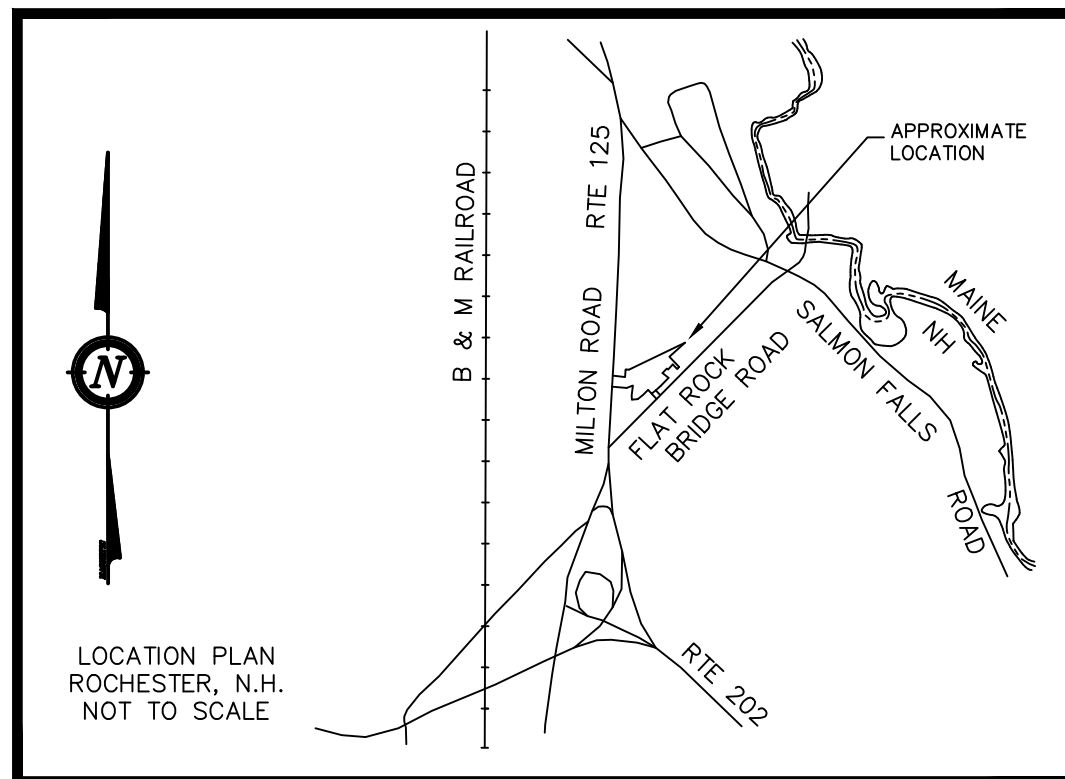 APPROXIMATE
LOCATION
B & M RAILROAD
MILTON ROAD RTE 125
FLAT ROCK
BRIDGE ROAD
SALMON FALLS ROAD
MAINE
NH
N
RTE 202
LOCATION PLAN
ROCHESTER, N.H.
NOT TO SCALE